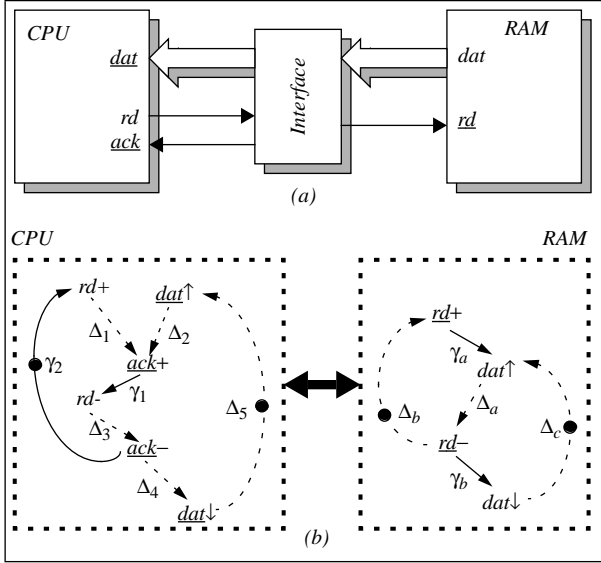 CPU
RAM
dat
dat
rd
ack
Interface
rd
(a)
CPU
RAM
rd+
dat↑
Δ1
Δ2
γ2
ack+
γ1
rd-
Δ3
ack−
Δ4
Δ5
dat↓
rd+
γa
dat↑
Δb
Δa
Δc
rd−
γb
dat↓
(b)